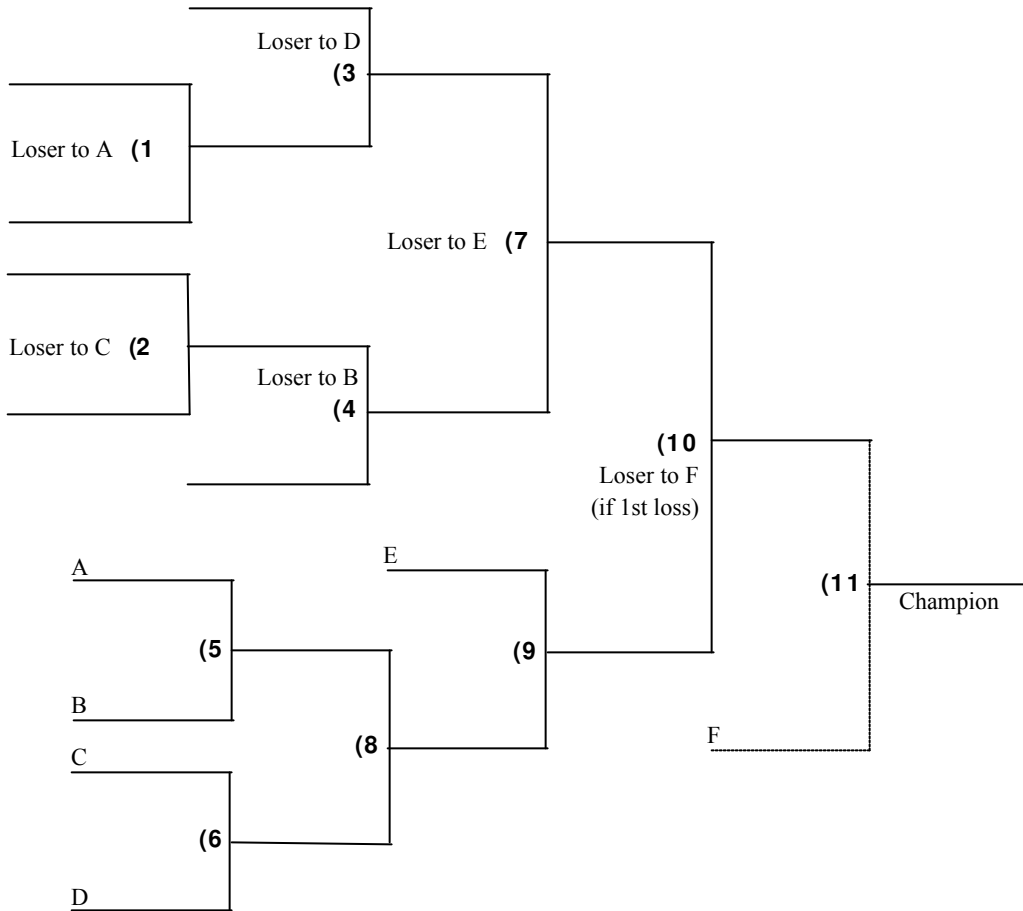 Loser to D
(3
Loser to A (1
Loser to E (7
Loser to C (2
Loser to B
(4
(10
Loser to F
(if 1st loss)
A
E
(11
Champion
(5
(9
B
F
(8
C
(6
D